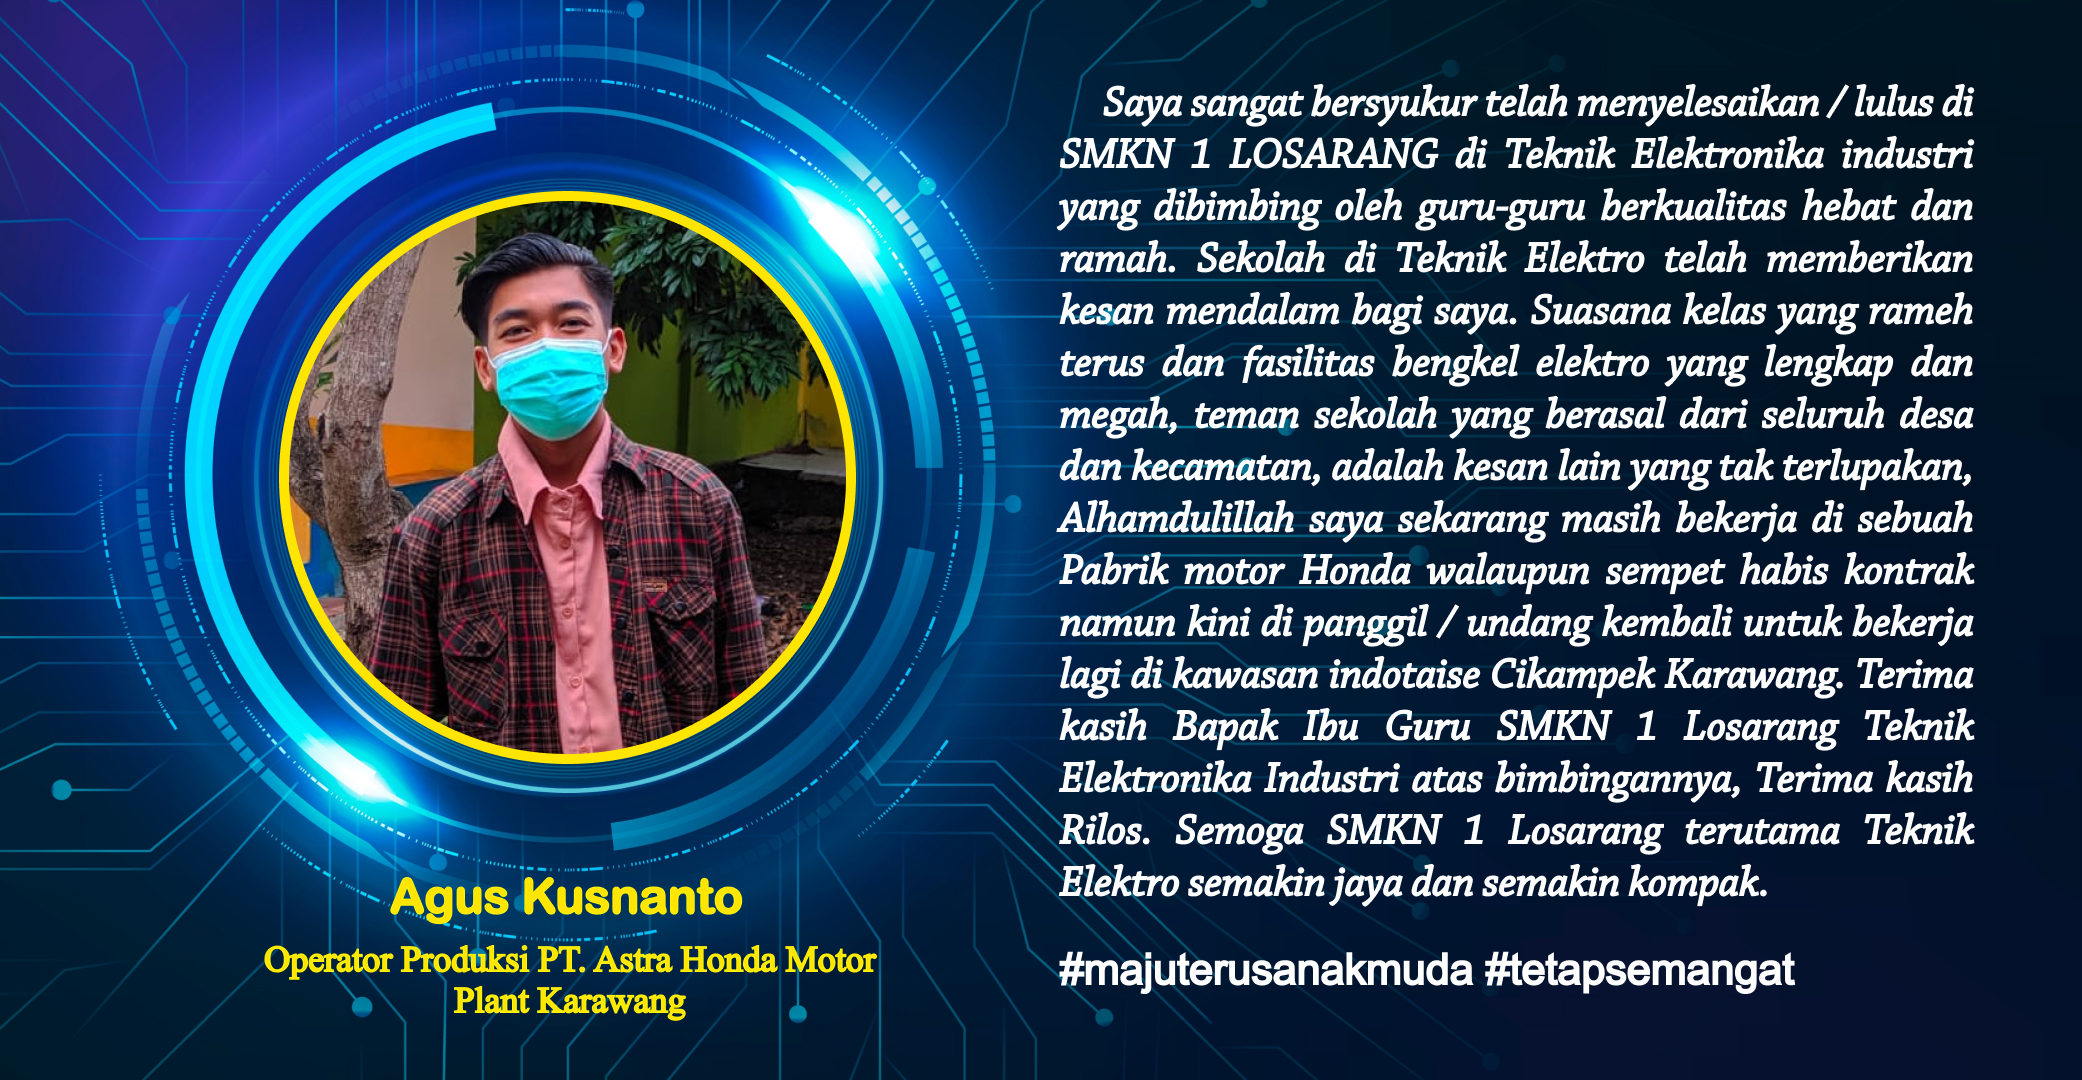 Saya sangat bersyukur telah menyelesaikan / lulus di
SMKN 1 LOSARANG di Teknik Elektronika industri
yang dibimbing oleh guru-guru berkualitas hebat dan
ramah. Sekolah di Teknik Elektro telah memberikan
kesan mendalam bagi saya. Suasana kelas yang rameh
terus dan fasilitas bengkel elektro yang lengkap dan
megah, teman sekolah yang berasal dari seluruh desa
dan kecamatan, adalah kesan lain yang tak terlupakan,
Alhamdulillah saya sekarang masih bekerja di sebuah
Pabrik motor Honda walaupun sempet habis kontrak
namun kini di panggil / undang kembali untuk bekerja
lagi di kawasan indotaise Cikampek Karawang. Terima
kasih Bapak Ibu Guru SMKN 1 Losarang Teknik
Elektronika Industri atas bimbingannya, Terima kasih
Rilos. Semoga SMKN 1 Losarang terutama Teknik
Elektro semakin jaya dan semakin kompak.
#majuterusanakmuda #tetapsemangat
Agus Kusnanto
Operator Produksi PT. Astra Honda Motor
Plant Karawang